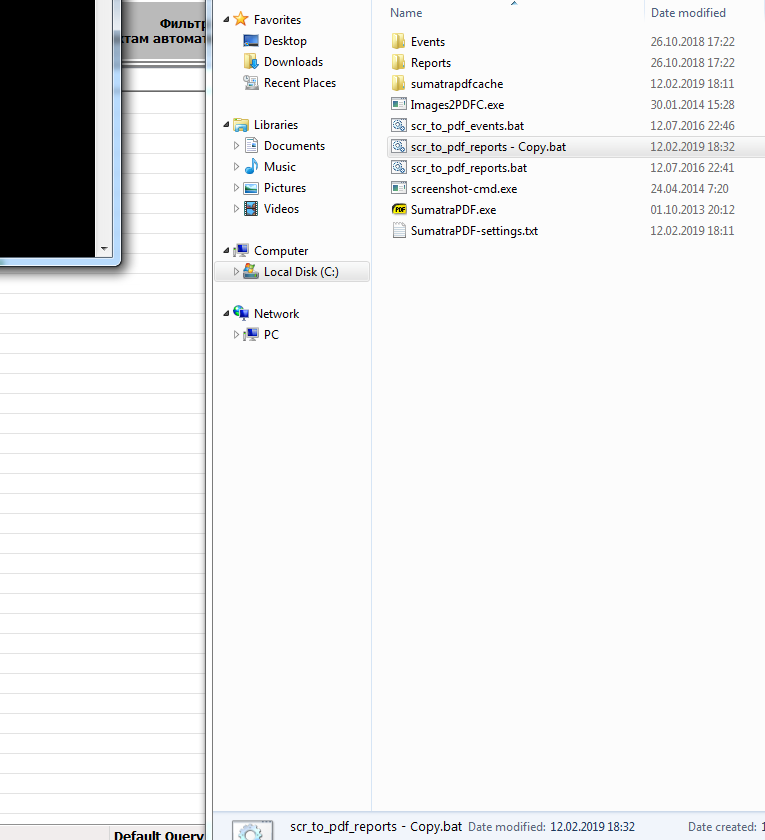 Фильтр
ктам автомат
Default Query
Favorites
Desktop
Downloads
Recent Places
Libraries
Documents
Music
Pictures
Videos
Computer
Local Disk (C:)
Network
PC
Name Date modified
Events 26.10.2018 17:22
Reports 26.10.2018 17:22
sumatrapdfcache 12.02.2019 18:11
Images2PDFC.exe 30.01.2014 15:28
scr_to_pdf_events.bat 12.07.2016 22:46
scr_to_pdf_reports - Copy.bat 12.02.2019 18:32
scr_to_pdf_reports.bat 12.07.2016 22:41
screenshot-cmd.exe 24.04.2014 7:20
PDF SumatraPDF.exe 01.10.2013 20:12
SumatraPDF-settings.txt 12.02.2019 18:11
scr_to_pdf_reports - Copy.bat Date modified: 12.02.2019 18:32 Date created: 1